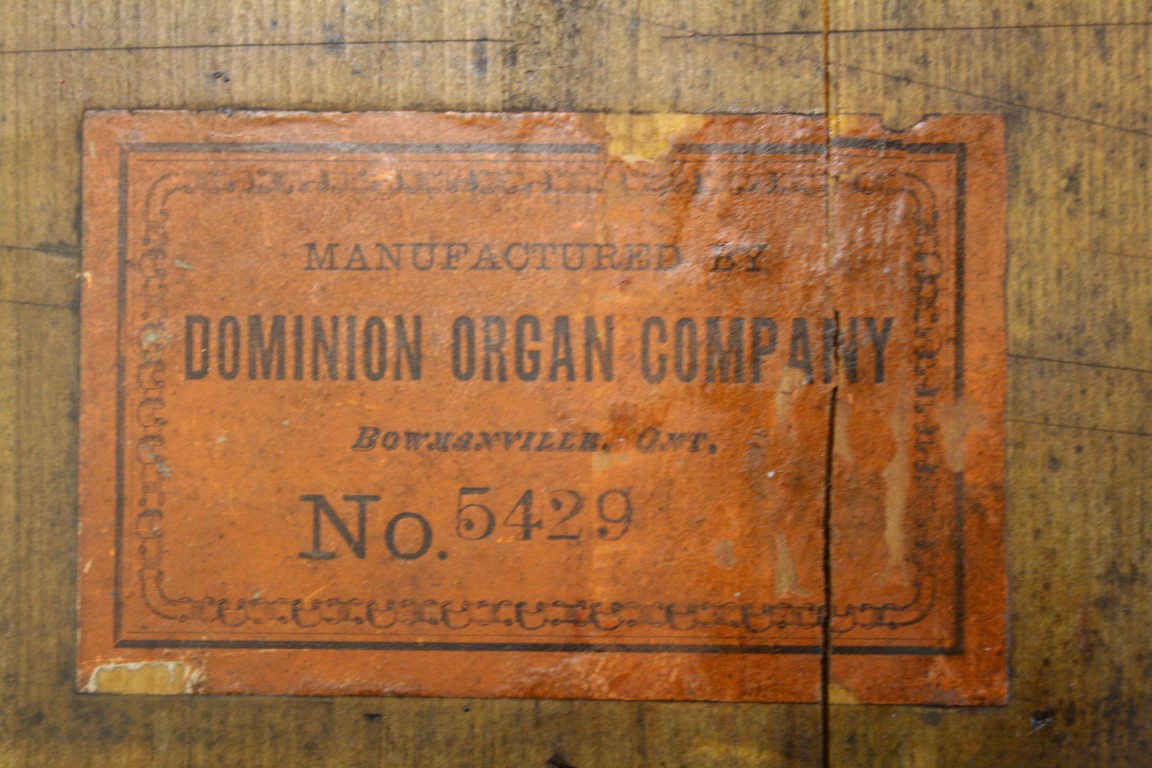 MANUFACTURED BY
DOMINION ORGAN COMPANY
BOWMANVILLE, ONT.
No. 5429